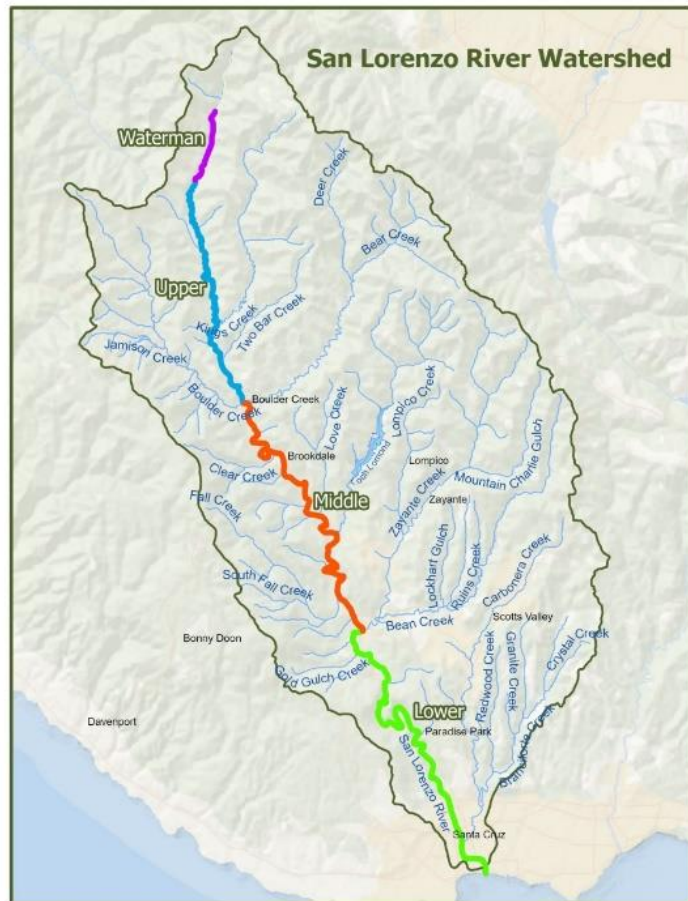 San Lorenzo River Watershed
Waterman
Deer Creek
Bear Creek
Upper
Kings Creek
Two Bar Creek
Jamison Creek
Boulder Creek
Boulder Creek
Love Creek
Loch Lomond
Lompico Creek
Brookdale
Lompico
Clear Creek
Mountain Charlie Gulch
Middle
Zayante Creek
Zayante
Fall Creek
Lockhart Gulch
Ruins Creek
Carbonera Creek
South Fall Creek
Scotts Valley
Bean Creek
Bonny Doon
Redwood Creek
Granite Creek
Crystal Creek
Gold Gulch Creek
Lower
Davenport
Paradise Park
San Lorenzo River
Branciforte Creek
Santa Cruz